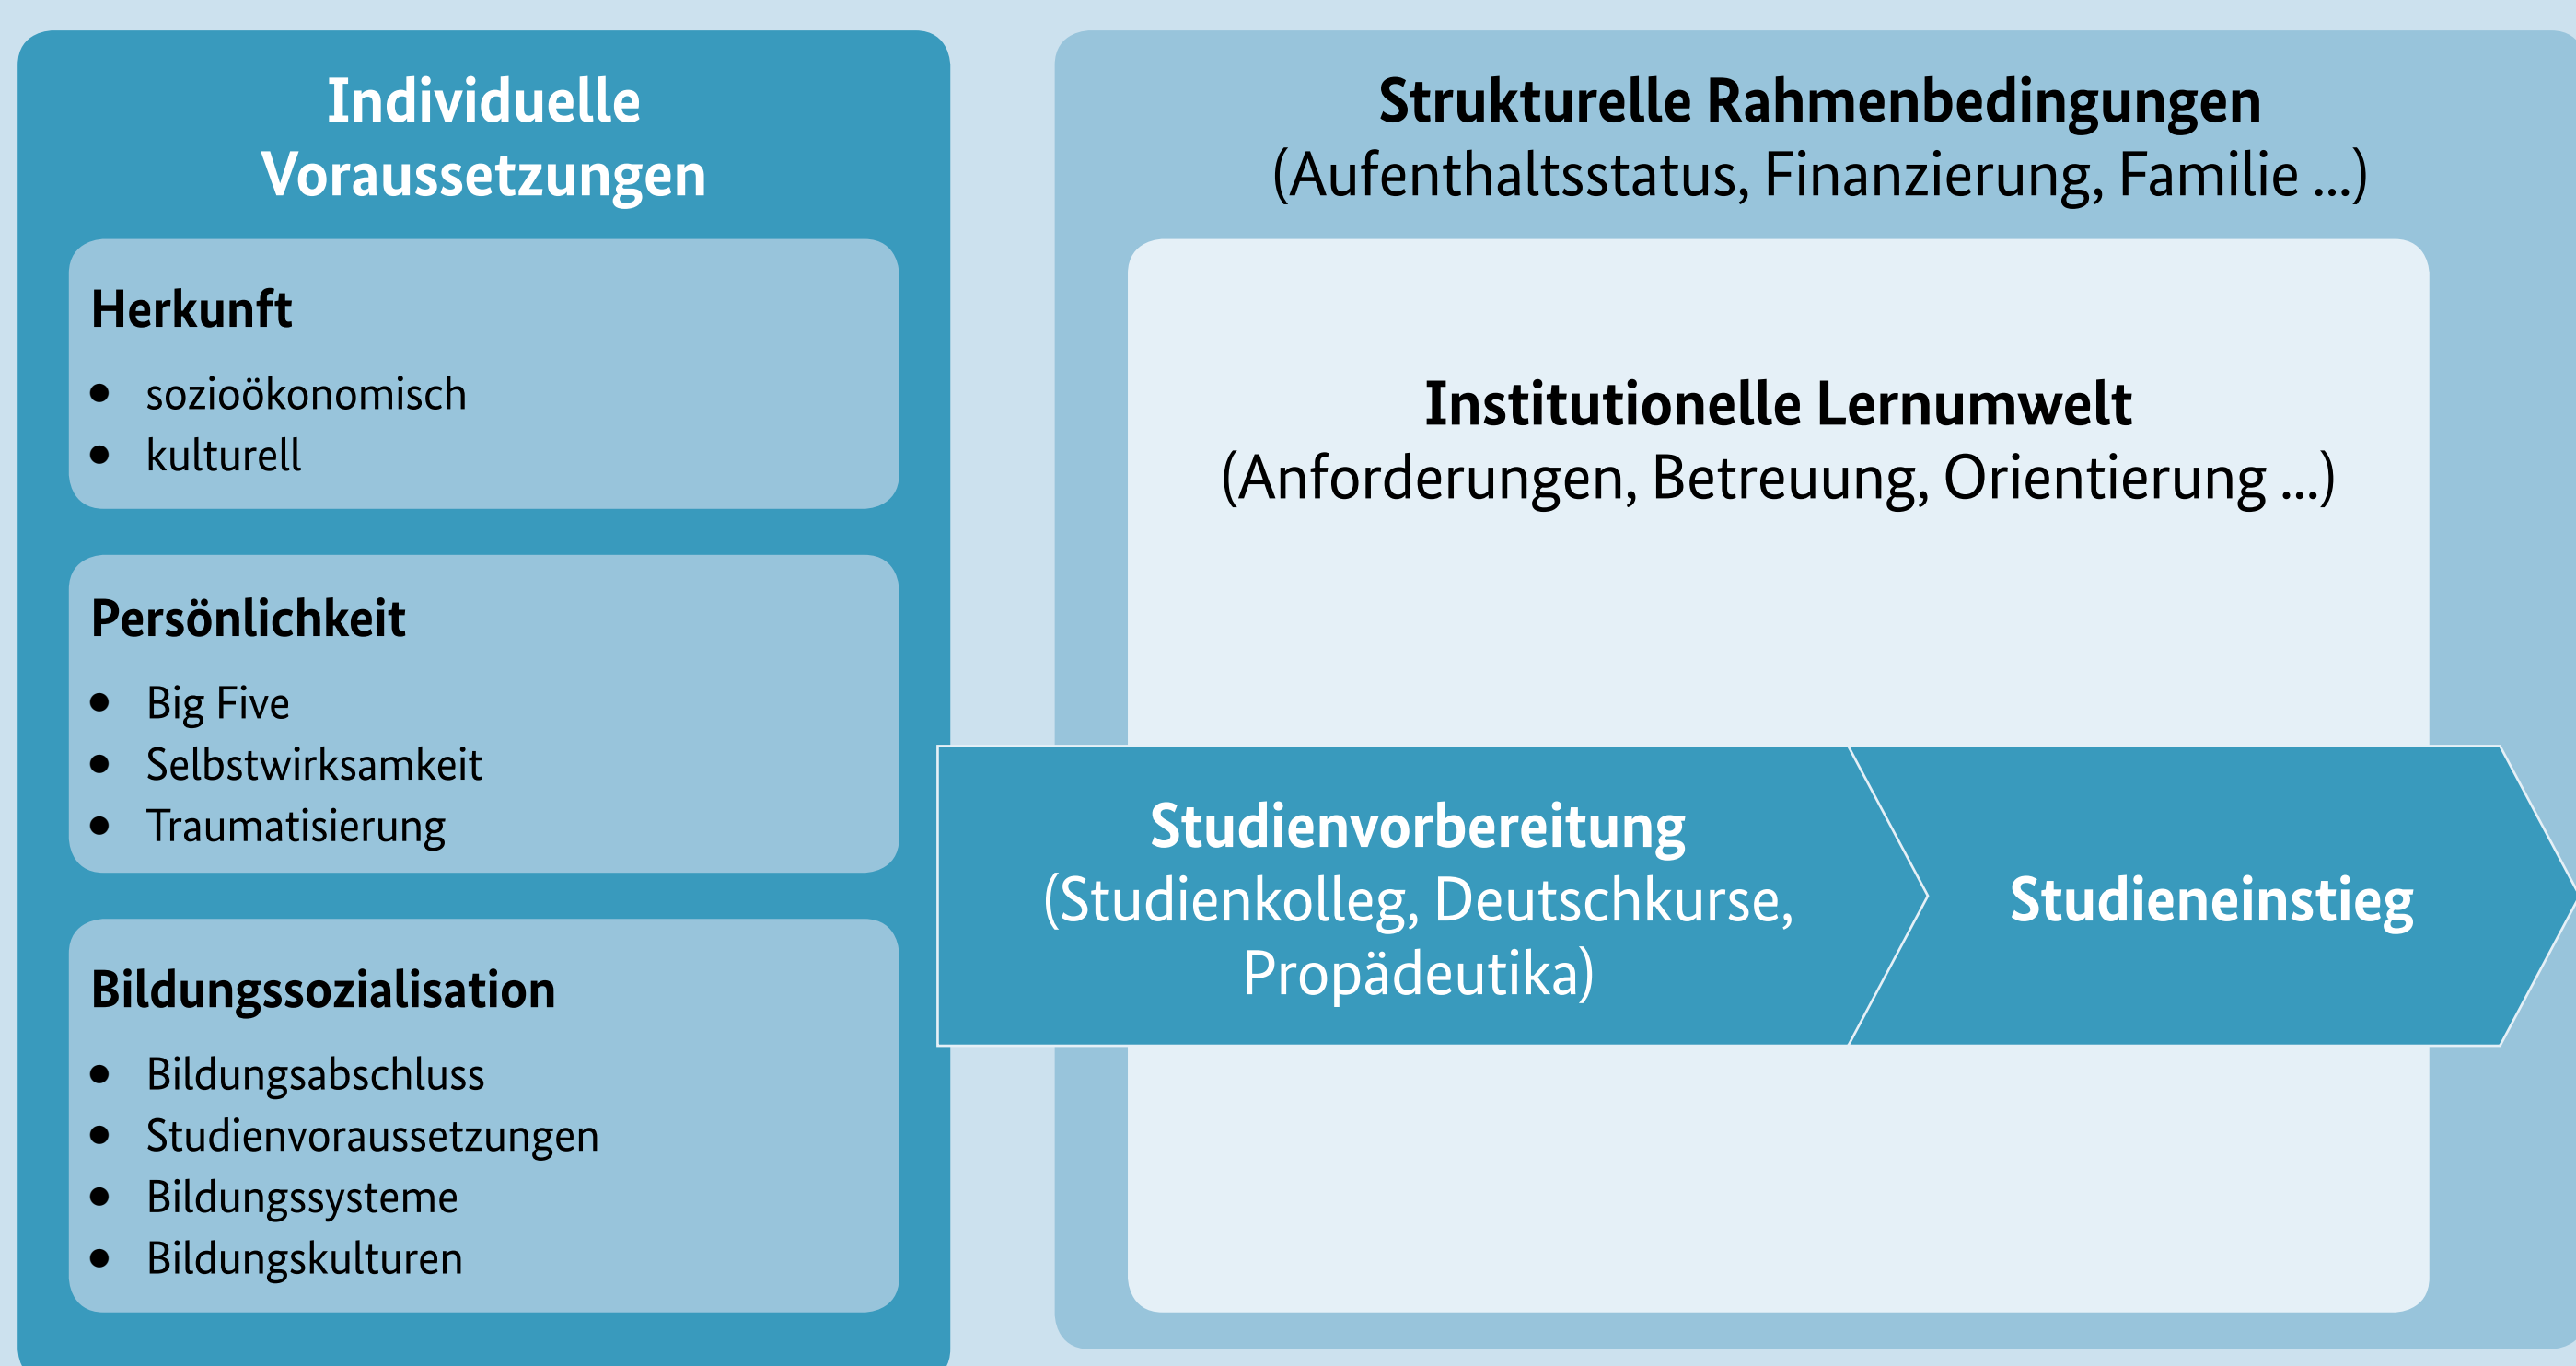 Individuelle
Voraussetzungen
Herkunft
• sozioökonomisch
• kulturell
Persönlichkeit
• Big Five
• Selbstwirksamkeit
• Traumatisierung
Bildungssozialisation
• Bildungsabschluss
• Studienvoraussetzungen
• Bildungssysteme
• Bildungskulturen
Strukturelle Rahmenbedingungen
(Aufenthaltsstatus, Finanzierung, Familie ...)
Institutionelle Lernumwelt
(Anforderungen, Betreuung, Orientierung ...)
Studienvorbereitung
(Studienkolleg, Deutschkurse,
Propädeutika)
Studieneinstieg